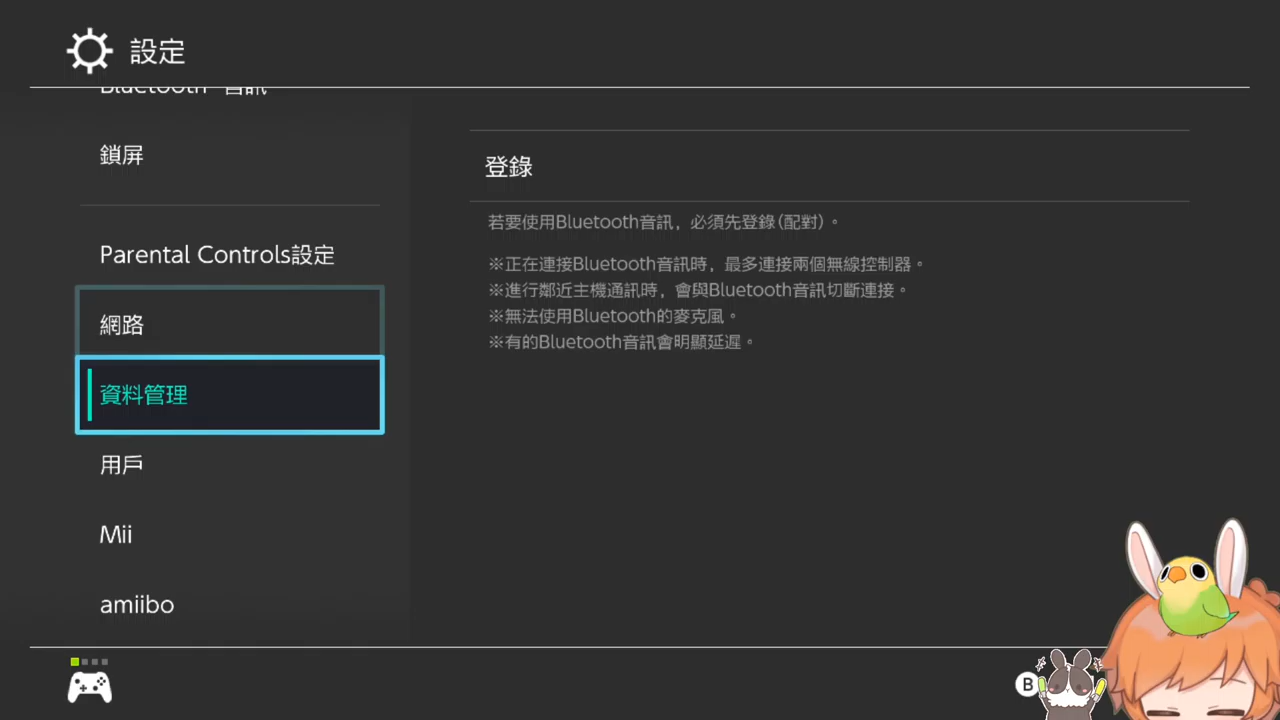 設定
Bluetooth® 音訊
鎖屏
Parental Controls設定
網路
資料管理
用戶
Mii
amiibo
登錄
若要使用Bluetooth音訊，必須先登錄(配對)。
※正在連接Bluetooth音訊時，最多連接兩個無線控制器。
※進行鄰近主機通訊時，會與Bluetooth音訊切斷連接。
※無法使用Bluetooth的麥克風。
※有的Bluetooth音訊會明顯延遲。
B